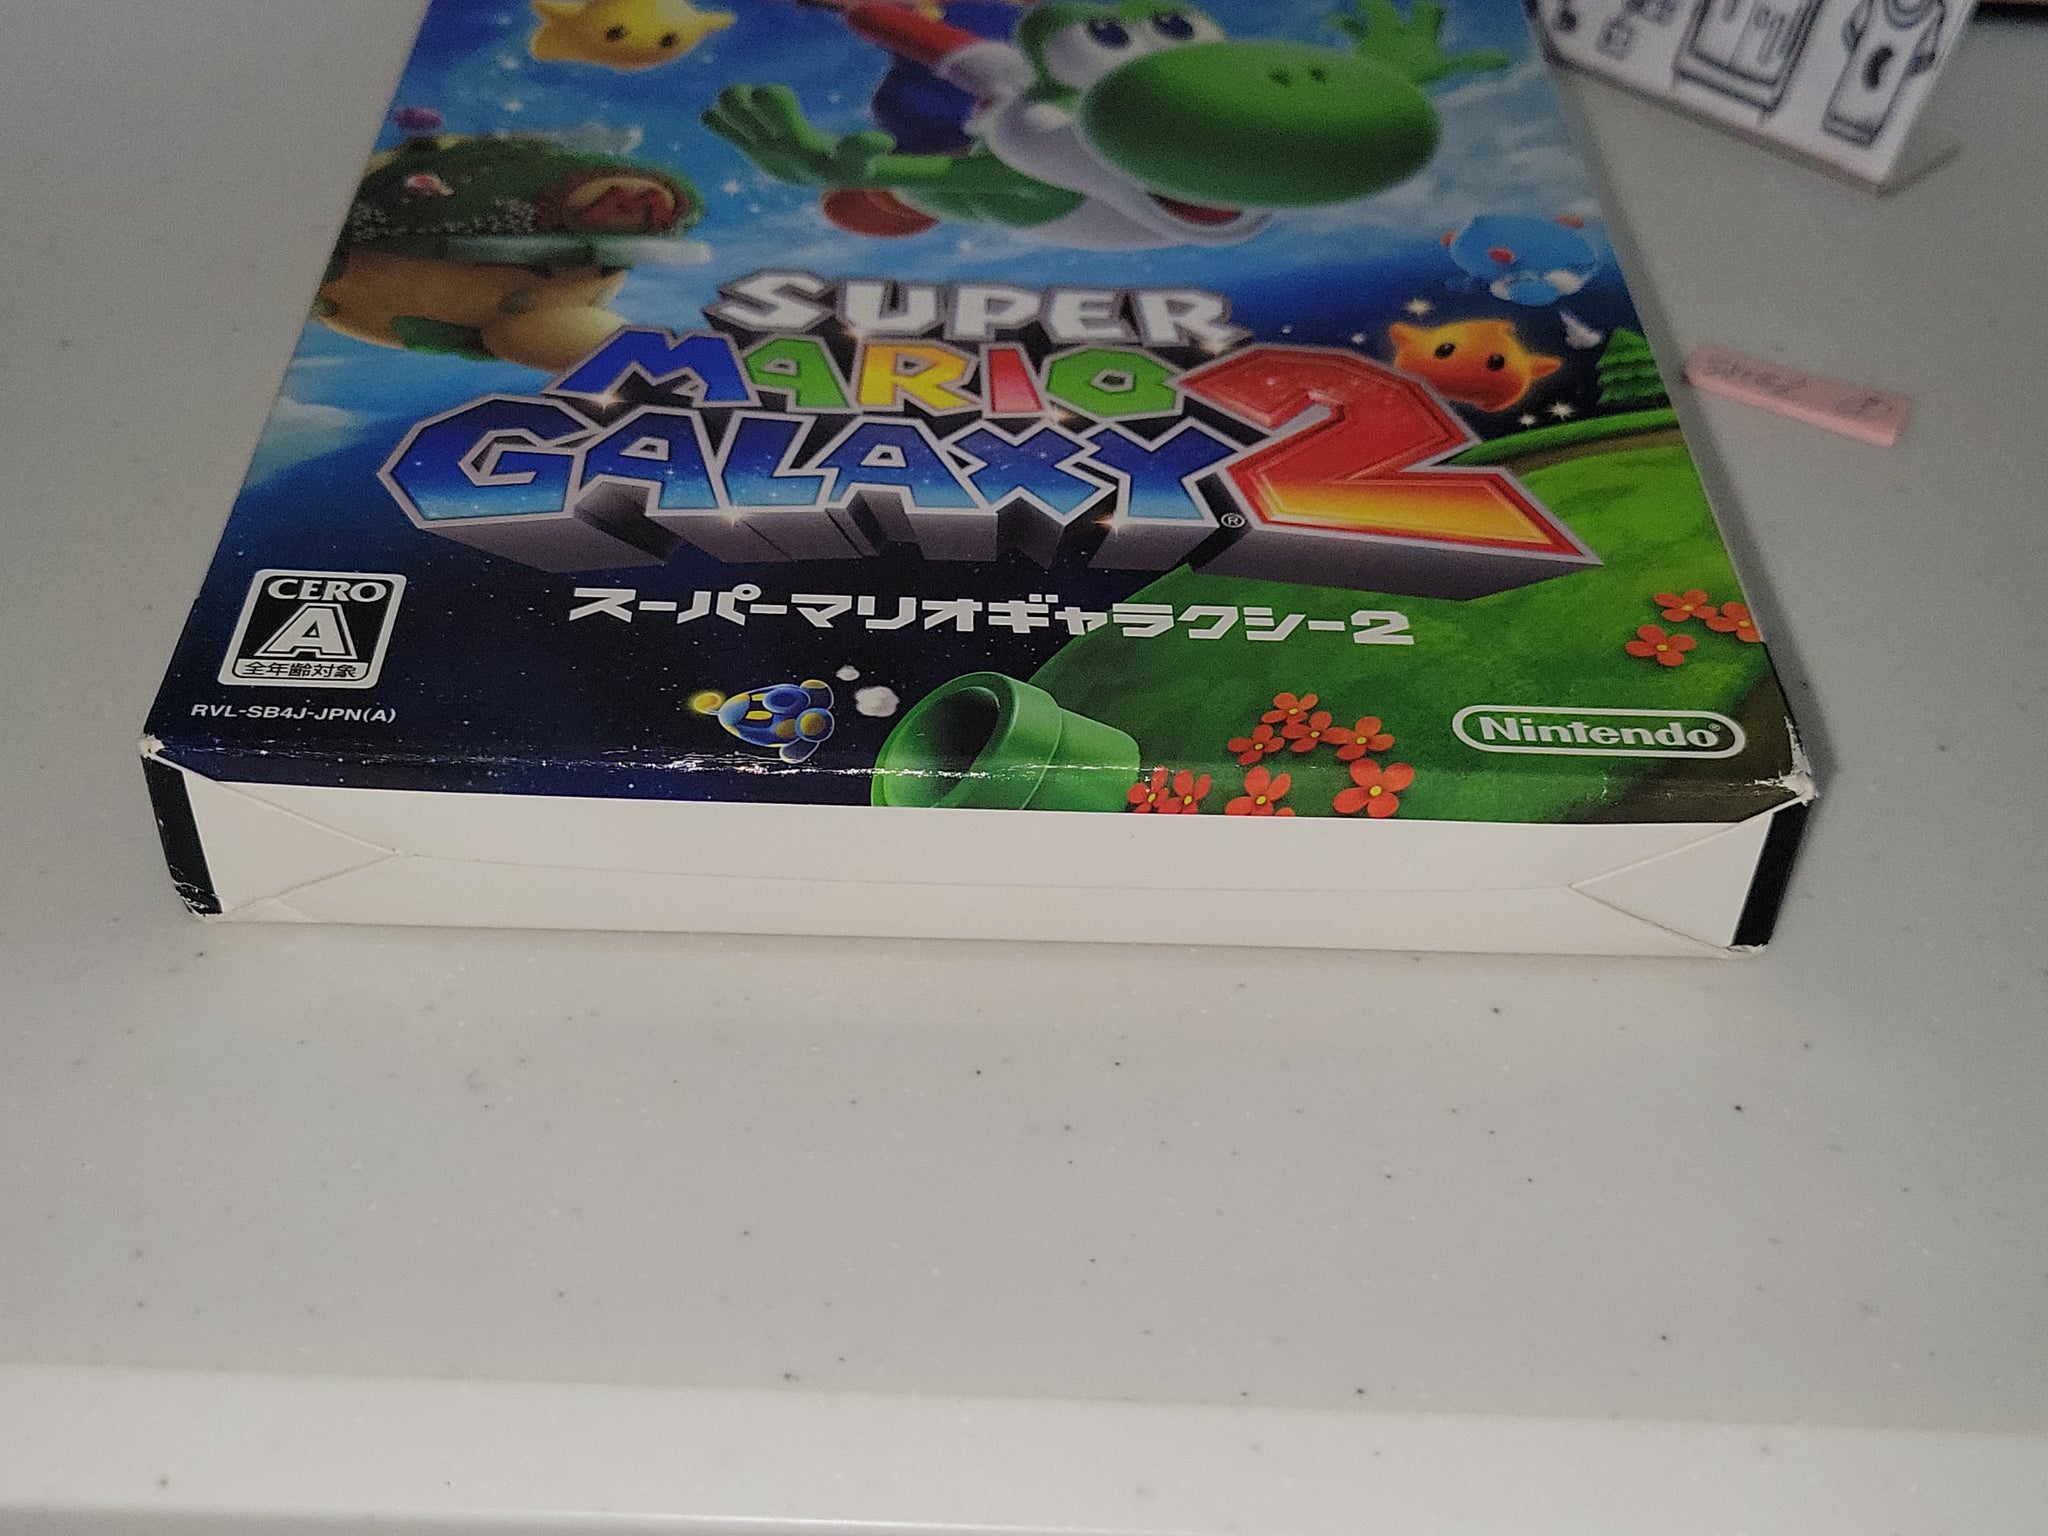 SUPER
MARIO
GALAXY® 2
スーパーマリオギャラクシー2
CERO
A
全年齢対象
RVL-SB4J-JPN(A)
Nintendo®